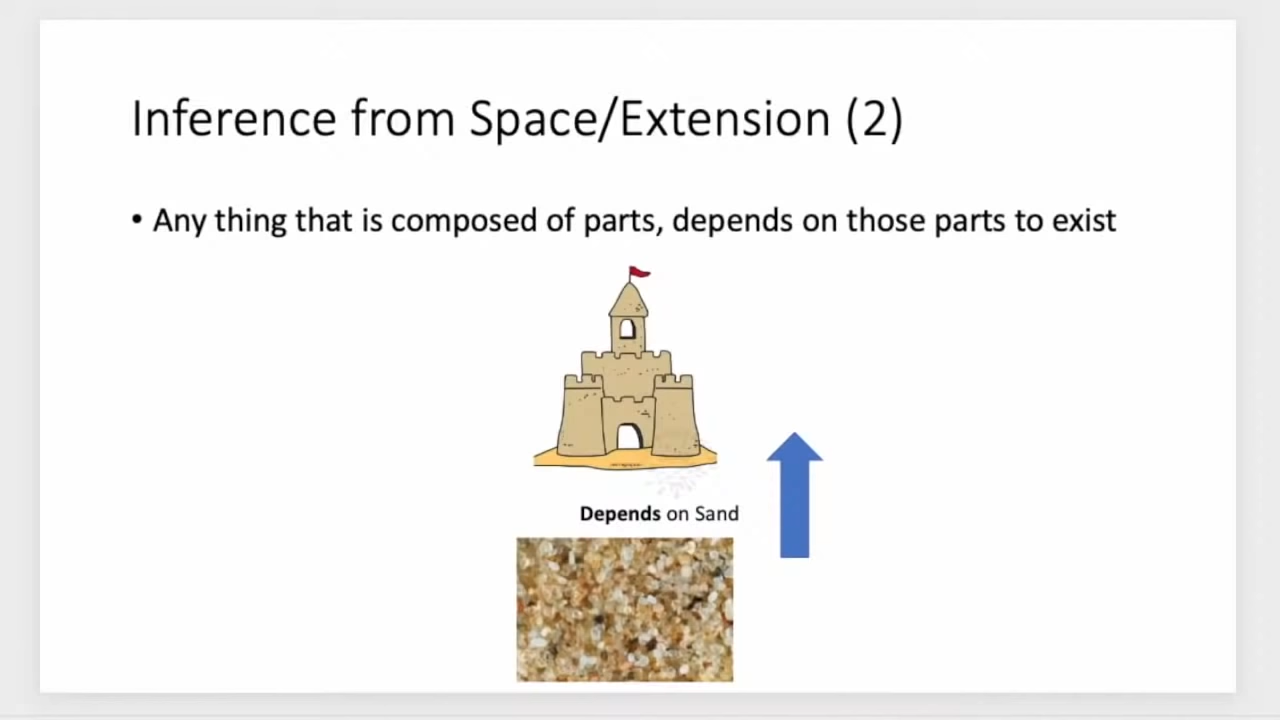 Inference from Space/Extension (2)
• Any thing that is composed of parts, depends on those parts to exist
Depends on Sand